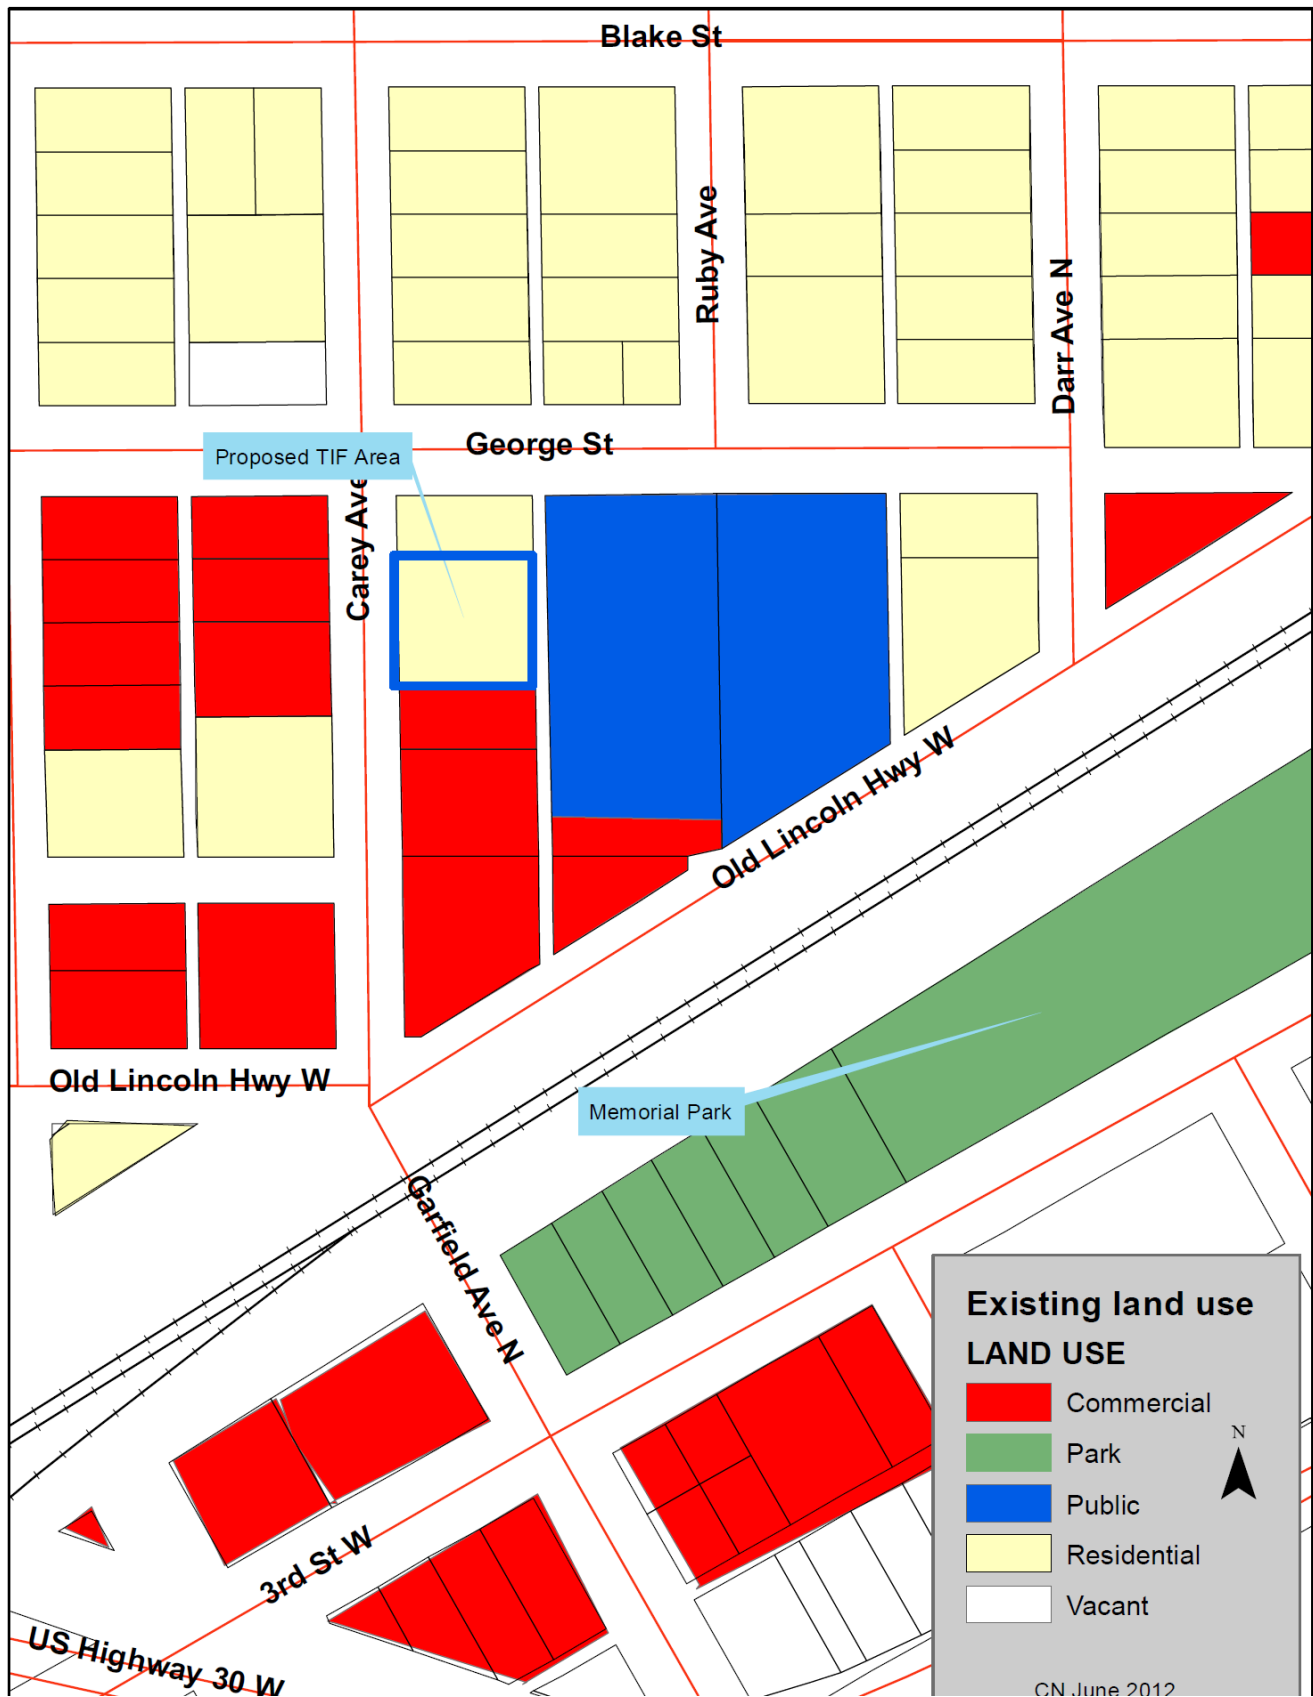 Blake St
Ruby Ave
Darr Ave N
George St
Proposed TIF Area
Carey Ave
Old Lincoln Hwy W
Old Lincoln Hwy W
Memorial Park
Garfield Ave N
3rd St W
US Highway 30 W
Existing land use
LAND USE
Commercial
Park
Public
Residential
Vacant
N
CN June 2012